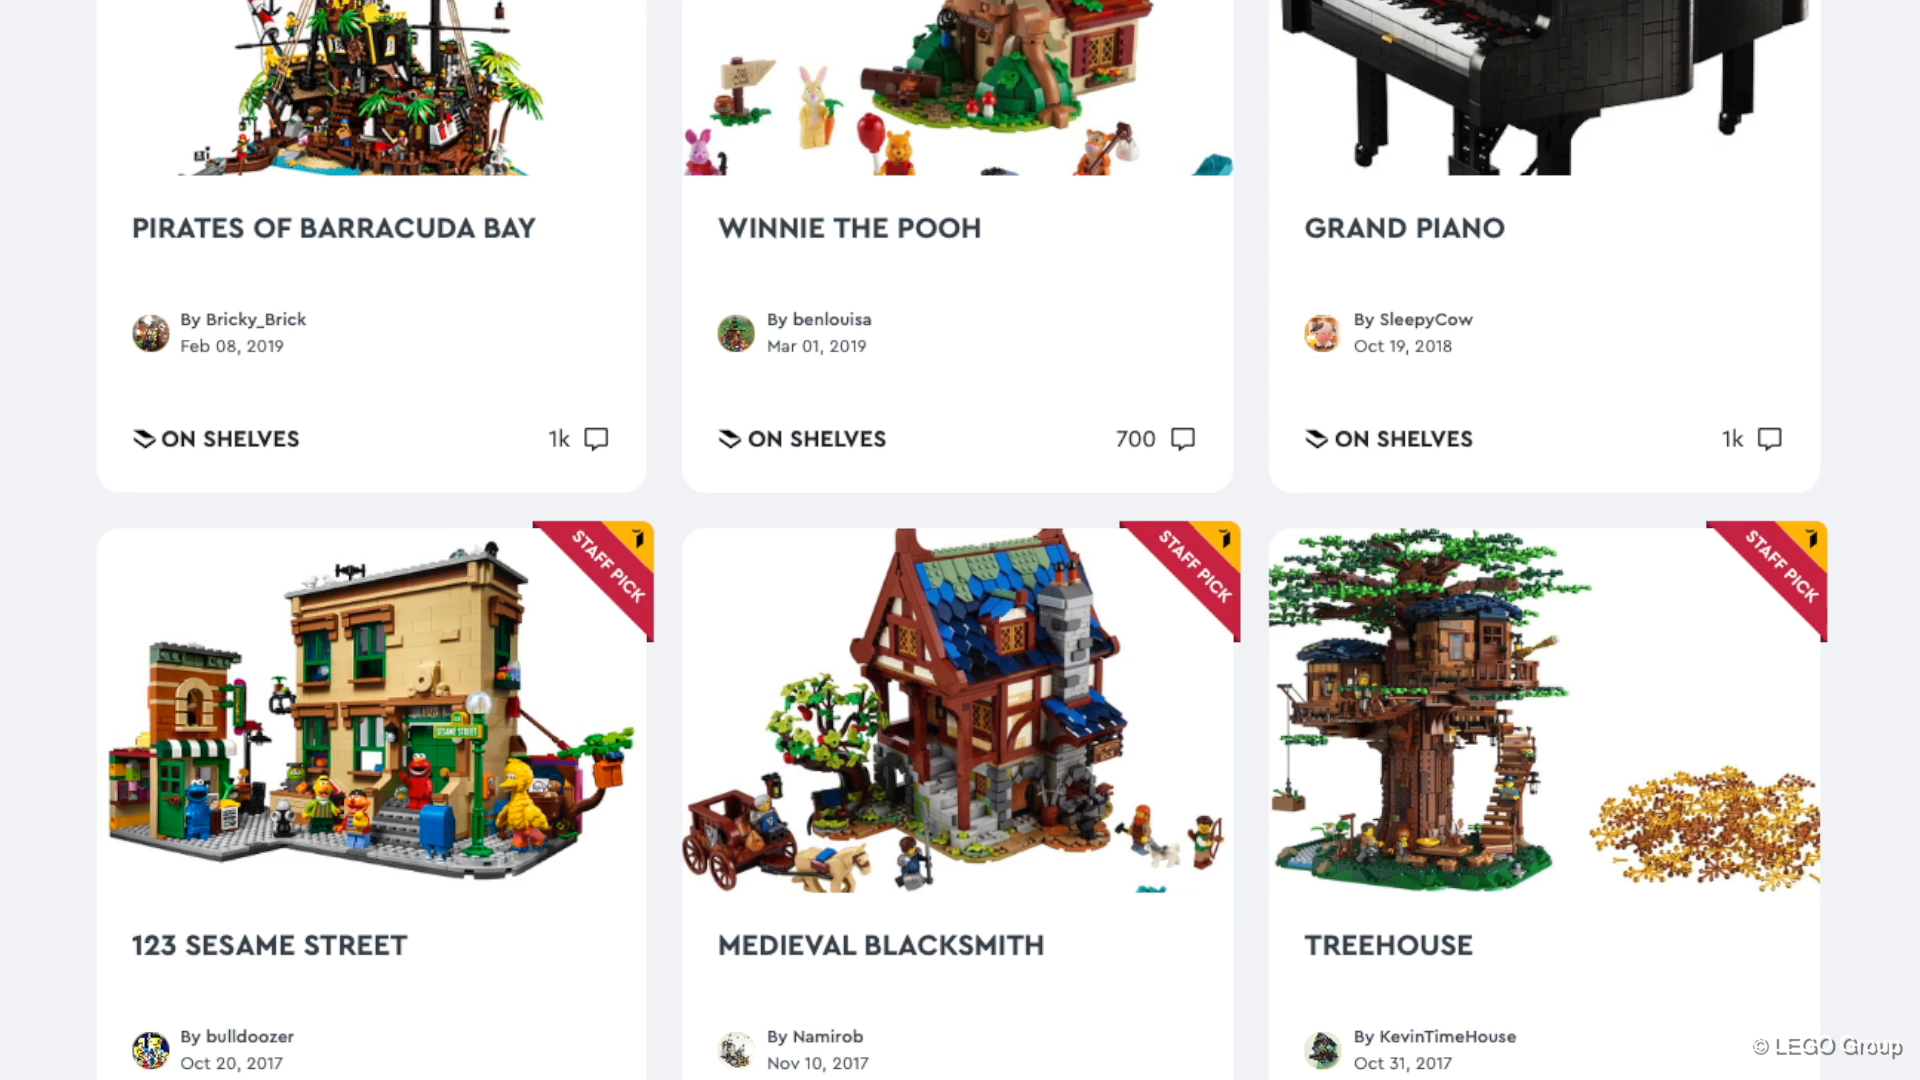 PIRATES OF BARRACUDA BAY
By Bricky_Brick
Feb 08, 2019
ON SHELVES
1k
WINNIE THE POOH
By benlouisa
Mar 01, 2019
ON SHELVES
700
GRAND PIANO
By SleepyCow
Oct 19, 2018
ON SHELVES
1k
STAFF PICK
SESAME STREET
123 SESAME STREET
By bulldoozer
Oct 20, 2017
STAFF PICK
MEDIEVAL BLACKSMITH
By Namirob
Nov 10, 2017
STAFF PICK
TREEHOUSE
By KevinTimeHouse
Oct 31, 2017
© LEGO Group